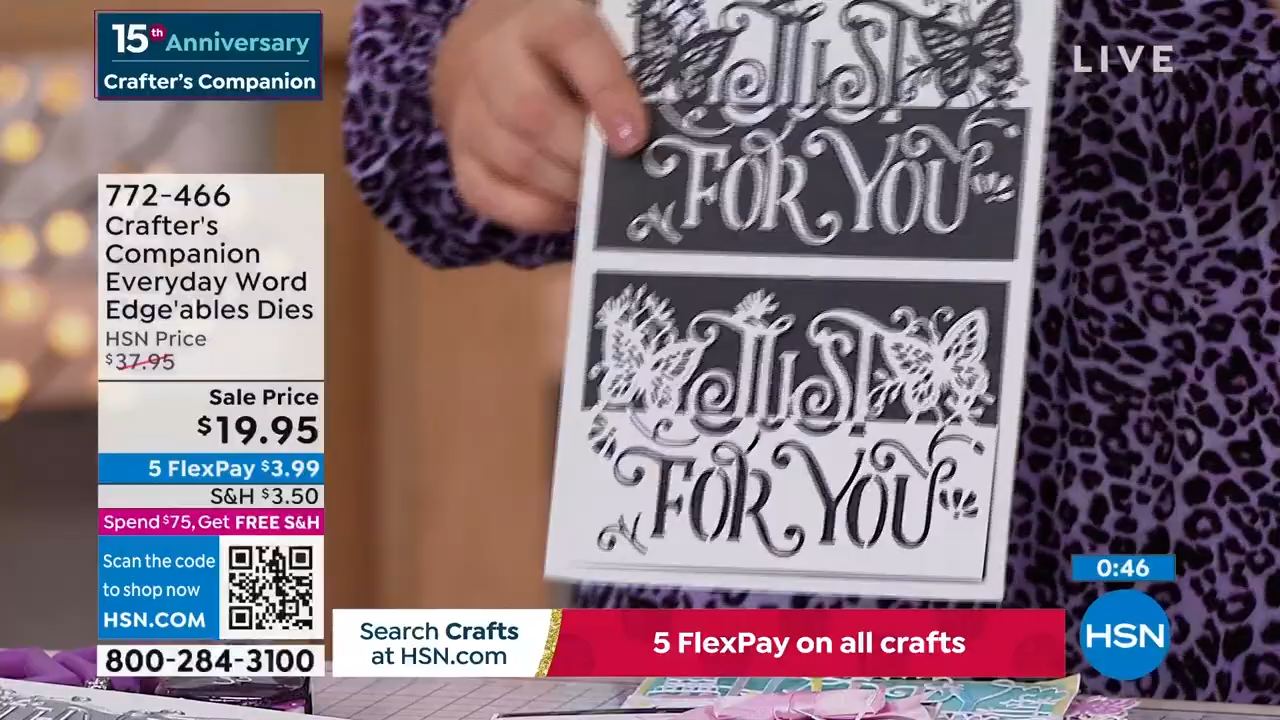 15th Anniversary
Crafter's Companion
LIVE
772-466
Crafter's
Companion
Everyday Word
Edge'ables Dies
HSN Price
$37.95
Sale Price
$19.95
5 FlexPay $3.99
S&H $3.50
Spend $75, Get FREE S&H
Scan the code
to shop now
HSN.COM
800-284-3100
JUST
FOR YOU
JUST
FOR YOU
Search Crafts
at HSN.com
5 FlexPay on all crafts
0:46
HSN